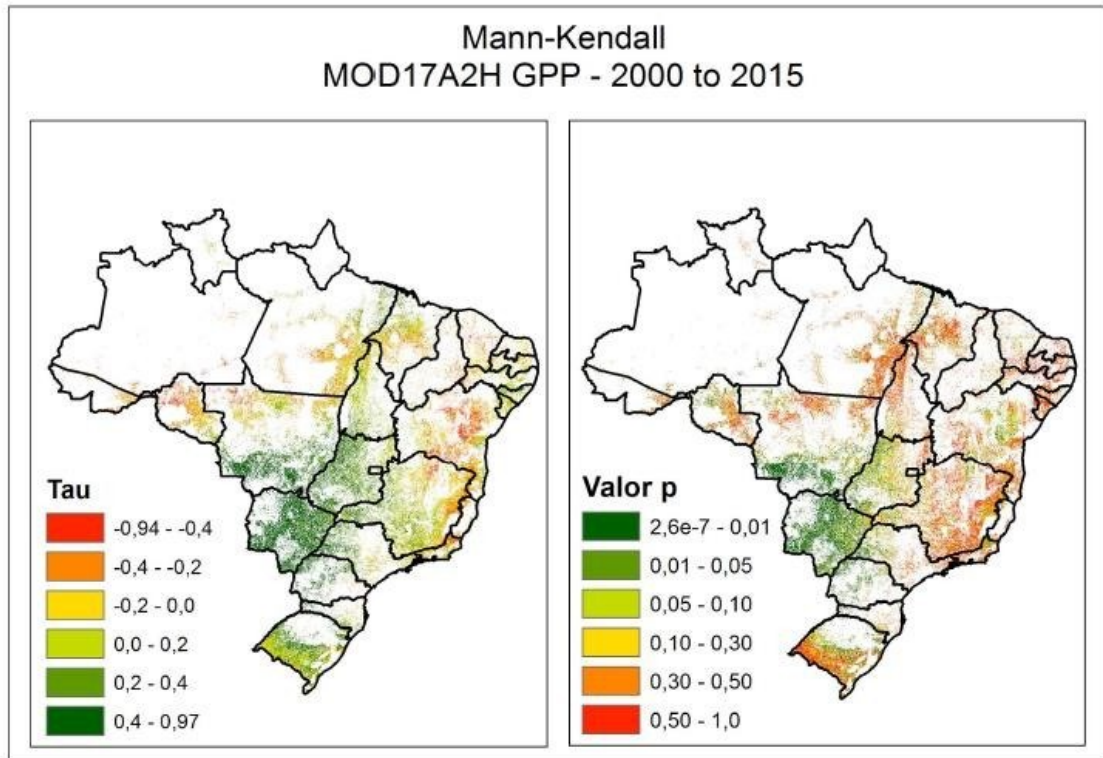 Mann-Kendall
MOD17A2H GPP - 2000 to 2015
Tau
-0,94 - -0,4
-0,4 - -0,2
-0,2 - 0,0
0,0 - 0,2
0,2 - 0,4
0,4 - 0,97
Valor p
2,6e-7 - 0,01
0,01 - 0,05
0,05 - 0,10
0,10 - 0,30
0,30 - 0,50
0,50 - 1,0